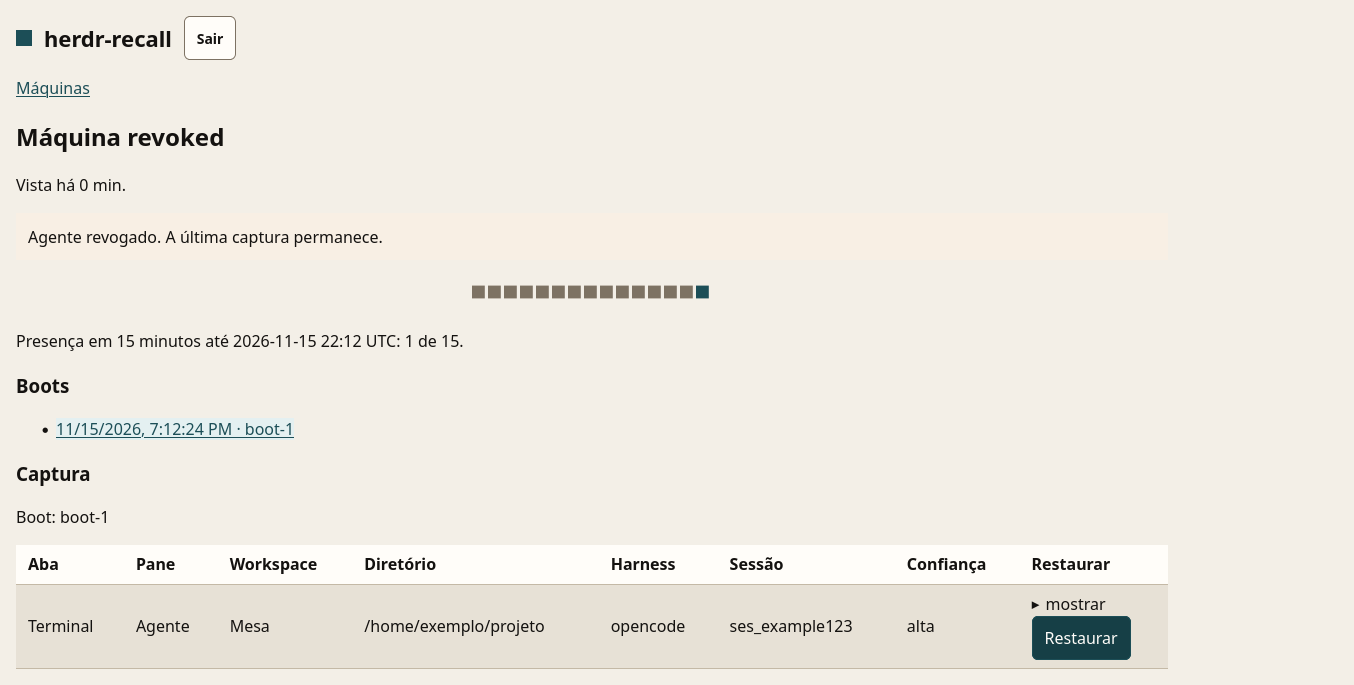 herdr-recall Sair
Máquinas
Máquina revoked
Vista há 0 min.
Agente revogado. A última captura permanece.
Presença em 15 minutos até 2026-11-15 22:12 UTC: 1 de 15.
Boots
• 11/15/2026, 7:12:24 PM · boot-1
Captura
Boot: boot-1
Aba Pane Workspace Diretório Harness Sessão Confiança Restaurar
Terminal Agente Mesa /home/exemplo/projeto opencode ses_example123 alta ▸ mostrar
Restaurar